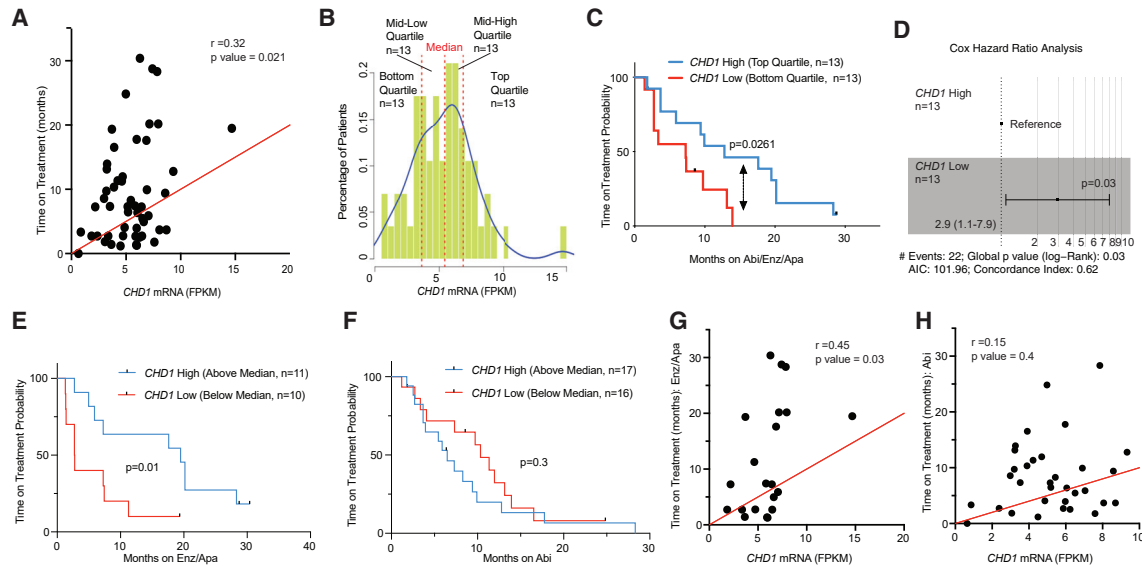 A
r =0.32
p value = 0.021
Time on Treatment (months)
40
30
20
10
0
0 5 10 15 20
CHD1 mRNA (FPKM)
B
Mid-Low
Quartile
n=13
Mid-High
Quartile
n=13
Median
Bottom
Quartile
n=13
Top
Quartile
n=13
Percentage of Patients
0.2
0.15
0.1
0.05
0
0 5 10 15
CHD1 mRNA (FPKM)
C
CHD1 High (Top Quartile, n=13)
CHD1 Low (Bottom Quartile, n=13)
Time onTreatment Probability
100
50
0
p=0.0261
0 10 20 30 40
Months on Abi/Enz/Apa
D
Cox Hazard Ratio Analysis
CHD1 High
n=13
Reference
CHD1 Low
n=13
p=0.03
2.9 (1.1-7.9)
2 3 4 5 6 7 8 9 10
# Events: 22; Global p value (log−Rank): 0.03
AIC: 101.96; Concordance Index: 0.62
E
CHD1 High (Above Median, n=11)
CHD1 Low (Below Median, n=10)
Time on Treatment Probability
100
50
0
p=0.01
0 10 20 30 40
Months on Enz/Apa
F
CHD1 High (Above Median, n=17)
CHD1 Low (Below Median, n=16)
Time on Treatment Probability
100
50
0
p=0.3
0 10 20 30
Months on Abi
G
r =0.45
p value = 0.03
Time on Treatment (months): Enz/Apa
40
30
20
10
0
0 5 10 15 20
CHD1 mRNA (FPKM)
H
r =0.15
p value = 0.4
Time on Treatment (months): Abi
30
20
10
0
0 2 4 6 8 10
CHD1 mRNA (FPKM)